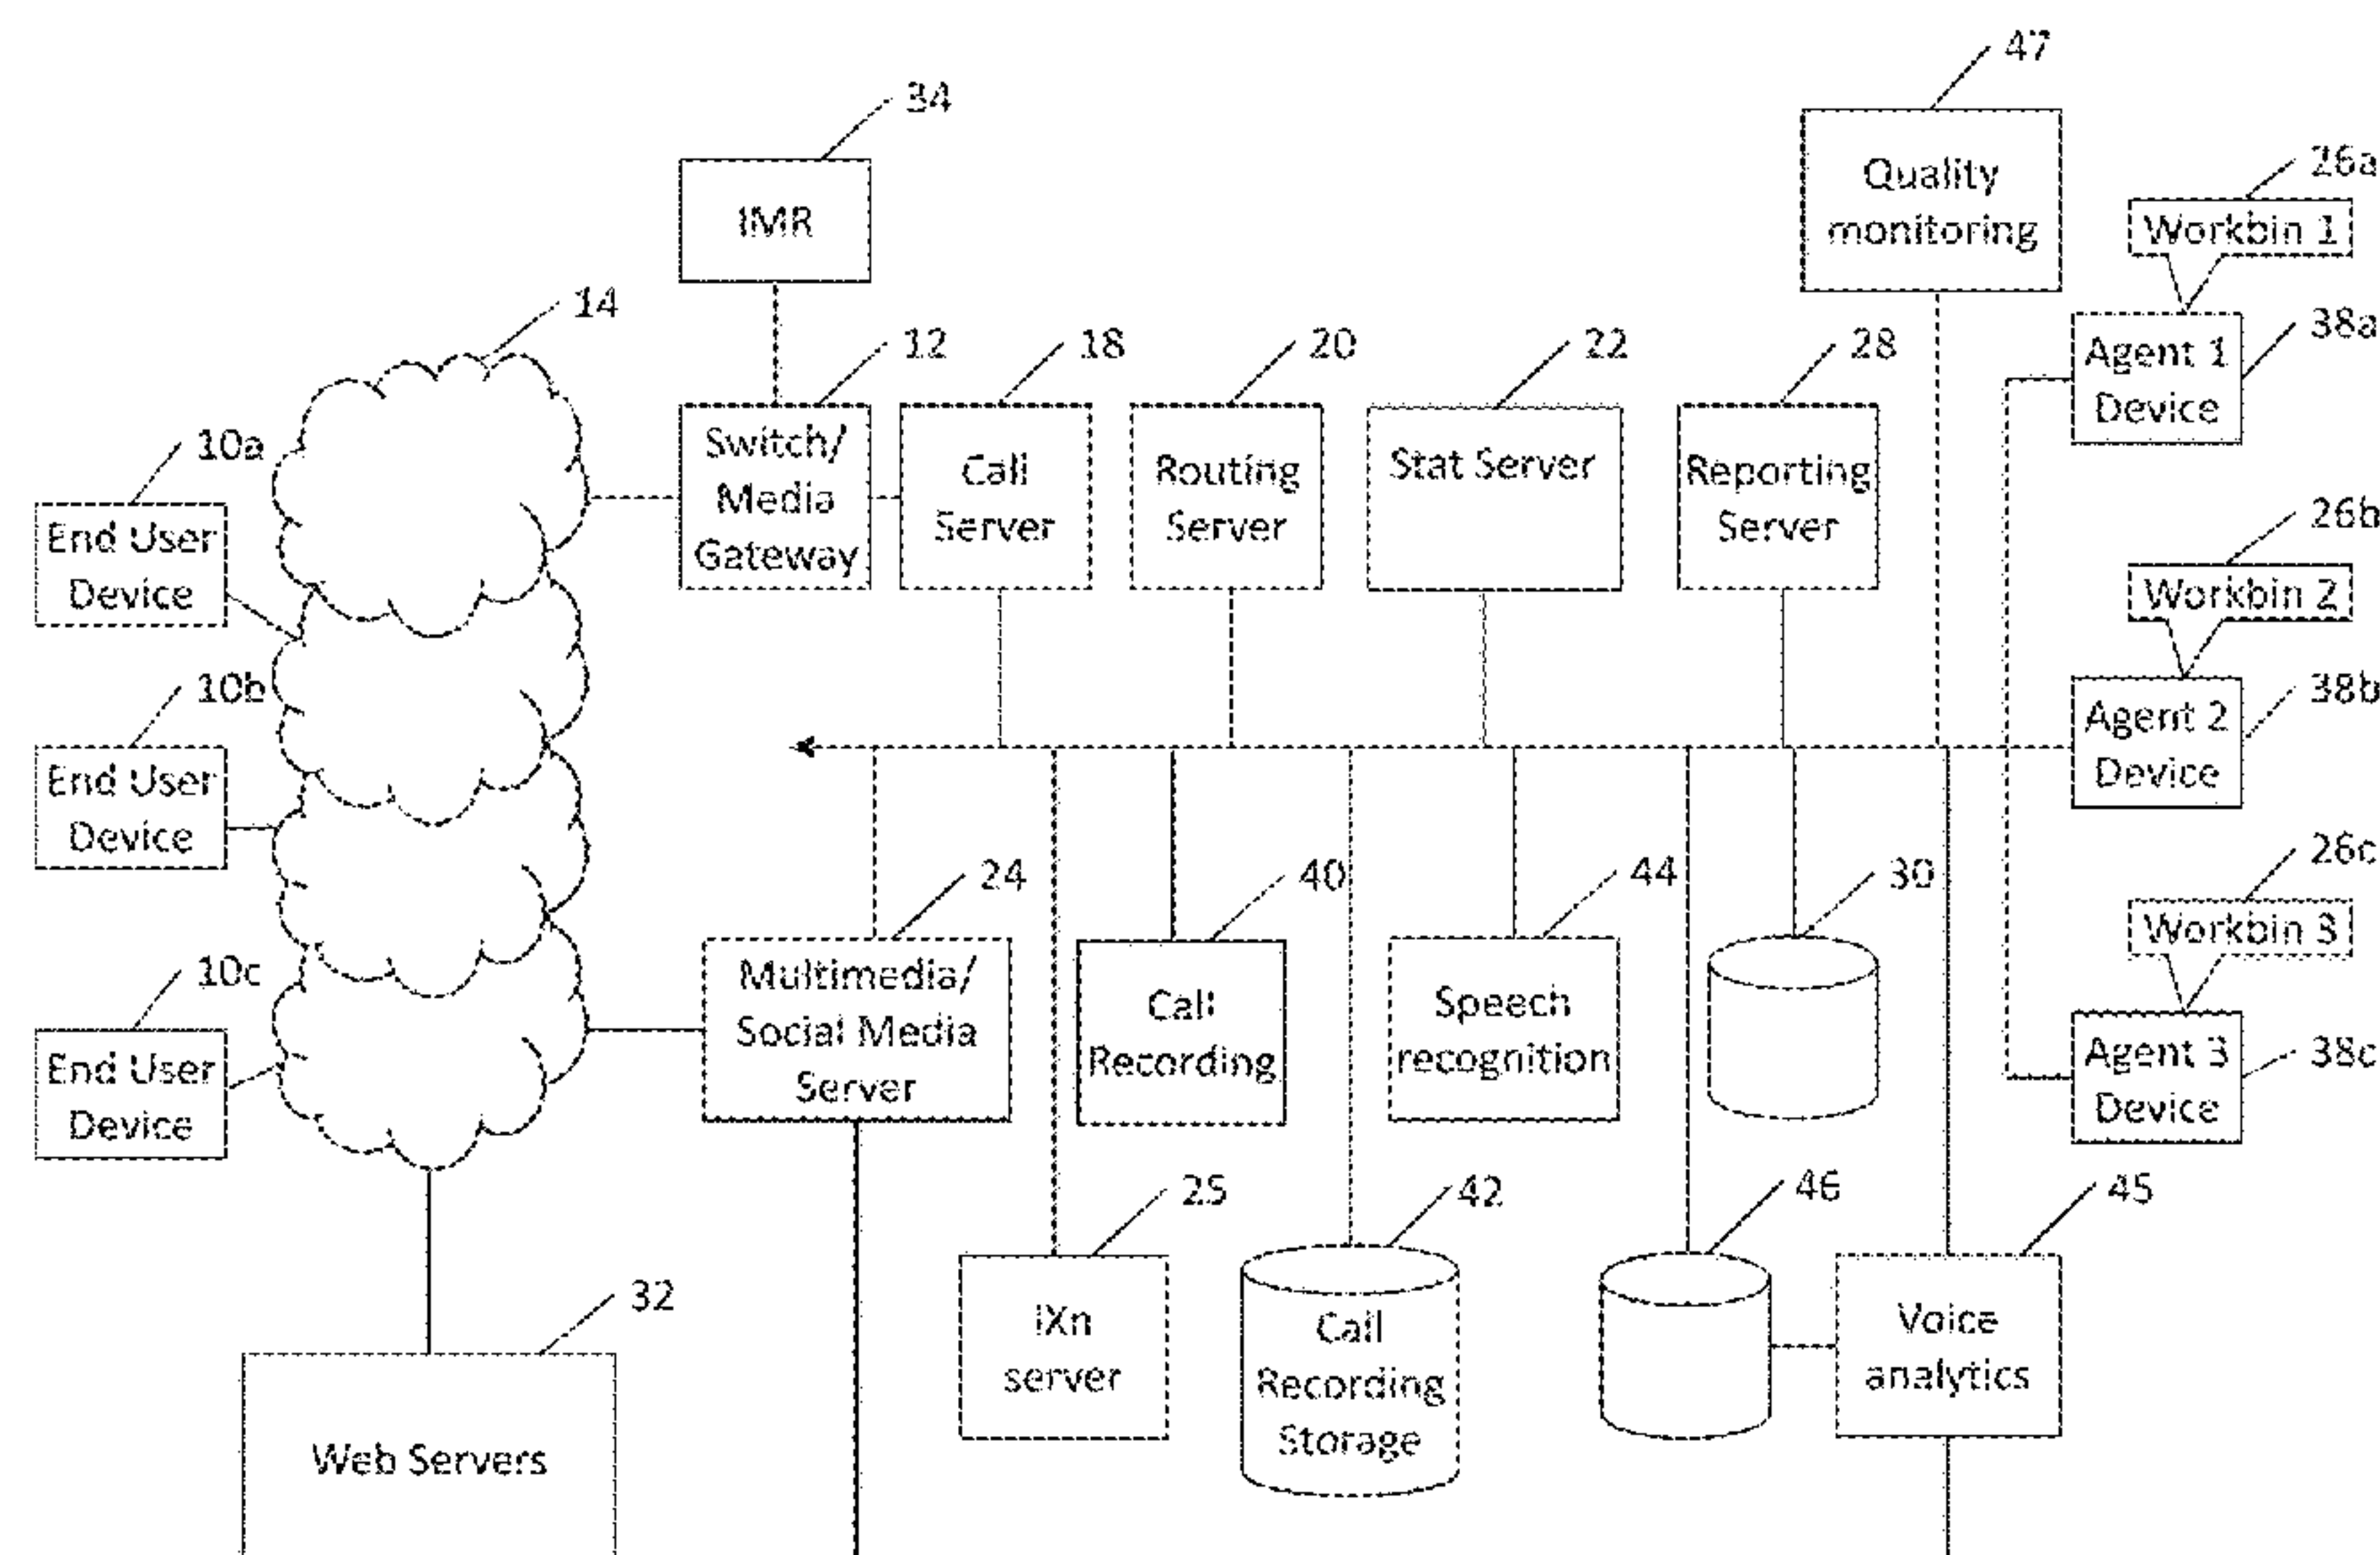 47
34
Quality
monitoring
26a
Workbin 1
IMR
14
12
18
20
22
28
38a
Agent 1
Device
10a
Switch/
Media
Gateway
Call
Server
Routing
Server
Stat Server
Reporting
Server
End User
Device
26b
Workbin 2
10b
38b
Agent 2
Device
End User
Device
24
40
44
30
26c
Workbin 3
10c
Multimedia/
Social Media
Server
Call
Recording
Speech
recognition
38c
Agent 3
Device
End User
Device
25
42
46
45
32
iXn
server
Call
Recording
Storage
Voice
analytics
Web Servers